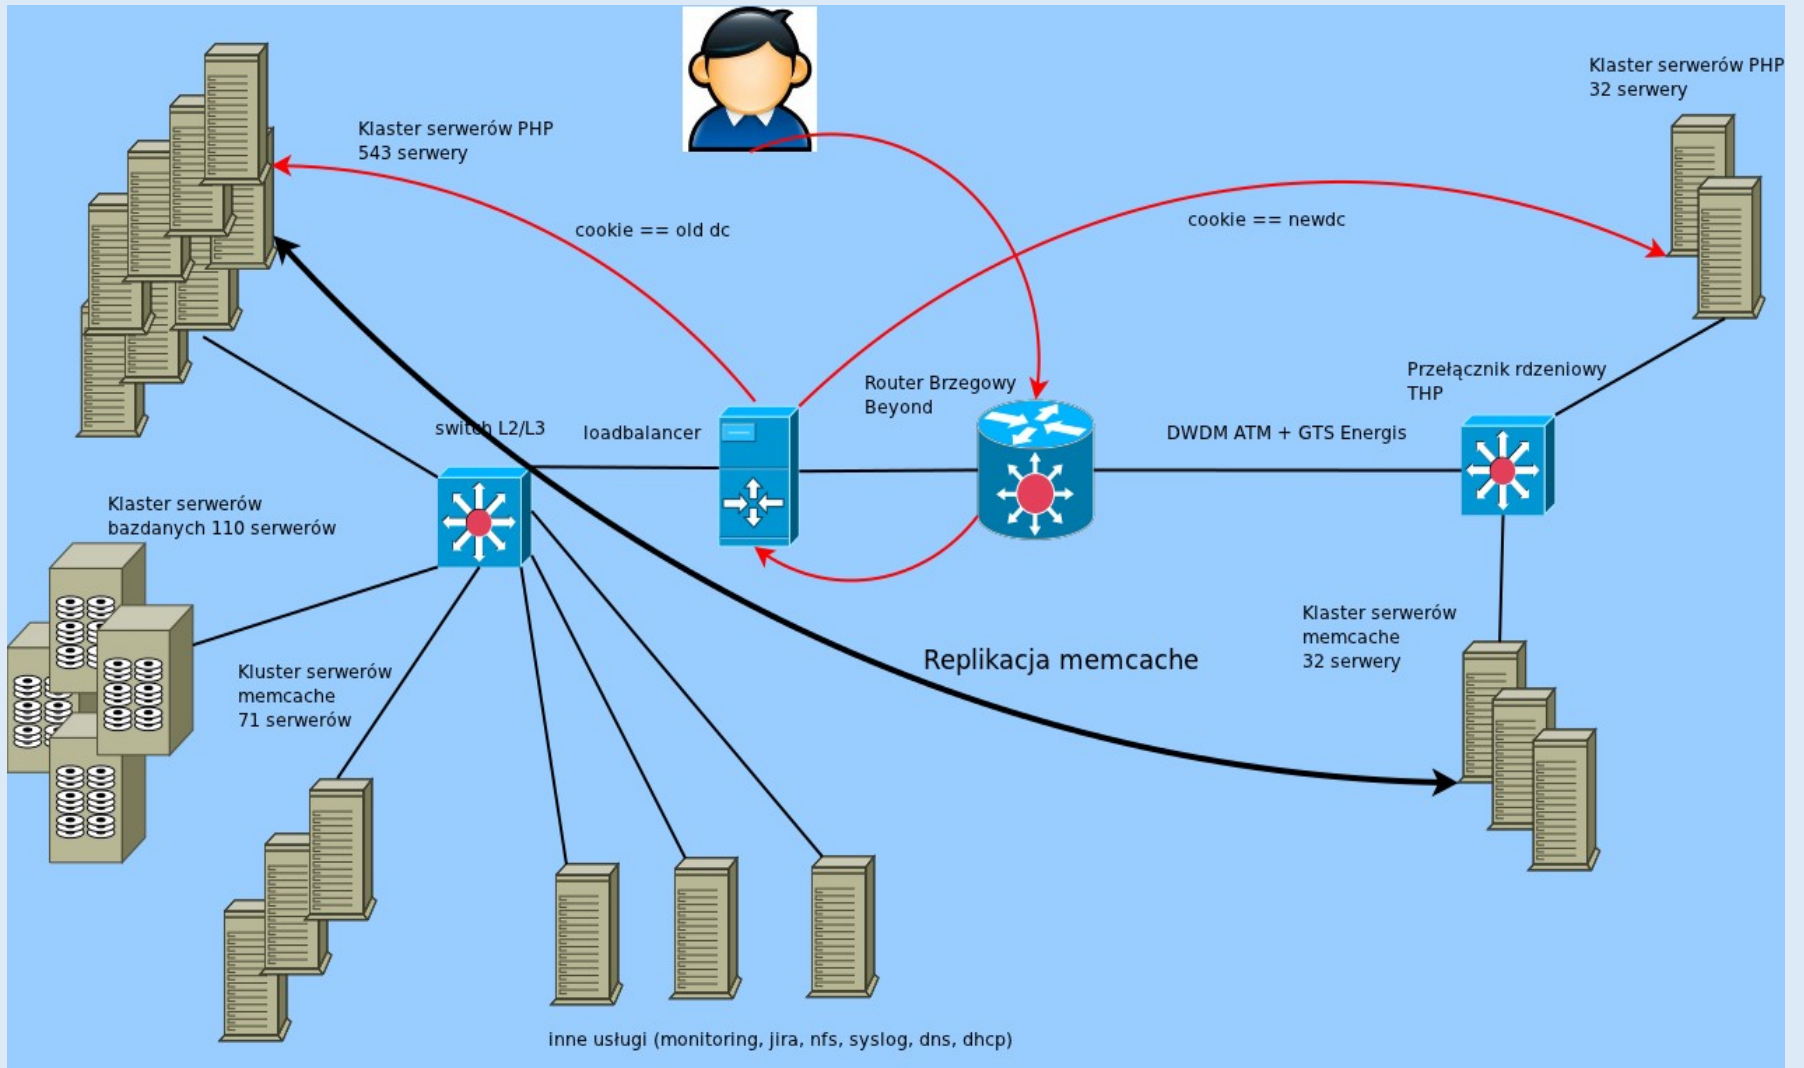 Klaster serwerów PHP
32 serwery
Klaster serwerów PHP
543 serwery
cookie == old dc
cookie == newdc
Router Brzegowy
Beyond
Przełącznik rdzeniowy
THP
switch L2/L3
loadbalancer
DWDM ATM + GTS Energis
Klaster serwerów
bazdanych 110 serwerów
Kluster serwerów
memcache
71 serwerów
Replikacja memcache
Klaster serwerów
memcache
32 serwery
inne usługi (monitoring, jira, nfs, syslog, dns, dhcp)